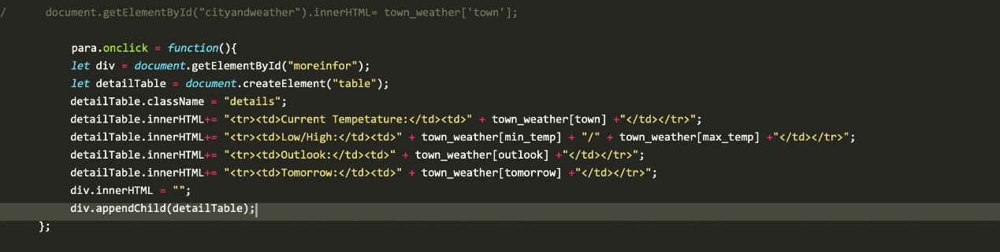 / document.getElementById("cityandweather").innerHTML= town_weather['town'];
para.onclick = function(){
let div = document.getElementById("moreinfor");
let detailTable = document.createElement("table");
detailTable.className = "details";
detailTable.innerHTML+= "<tr><td>Current Tempetature:</td><td>" + town_weather[town] +"</td></tr>";
detailTable.innerHTML+= "<tr><td>Low/High:</td><td>" + town_weather[min_temp] + "/" + town_weather[max_temp] +"</td></tr>";
detailTable.innerHTML+= "<tr><td>Outlook:</td><td>" + town_weather[outlook] +"</td></tr>";
detailTable.innerHTML+= "<tr><td>Tomorrow:</td><td>" + town_weather[tomorrow] +"</td></tr>";
div.innerHTML = "";
div.appendChild(detailTable);
};